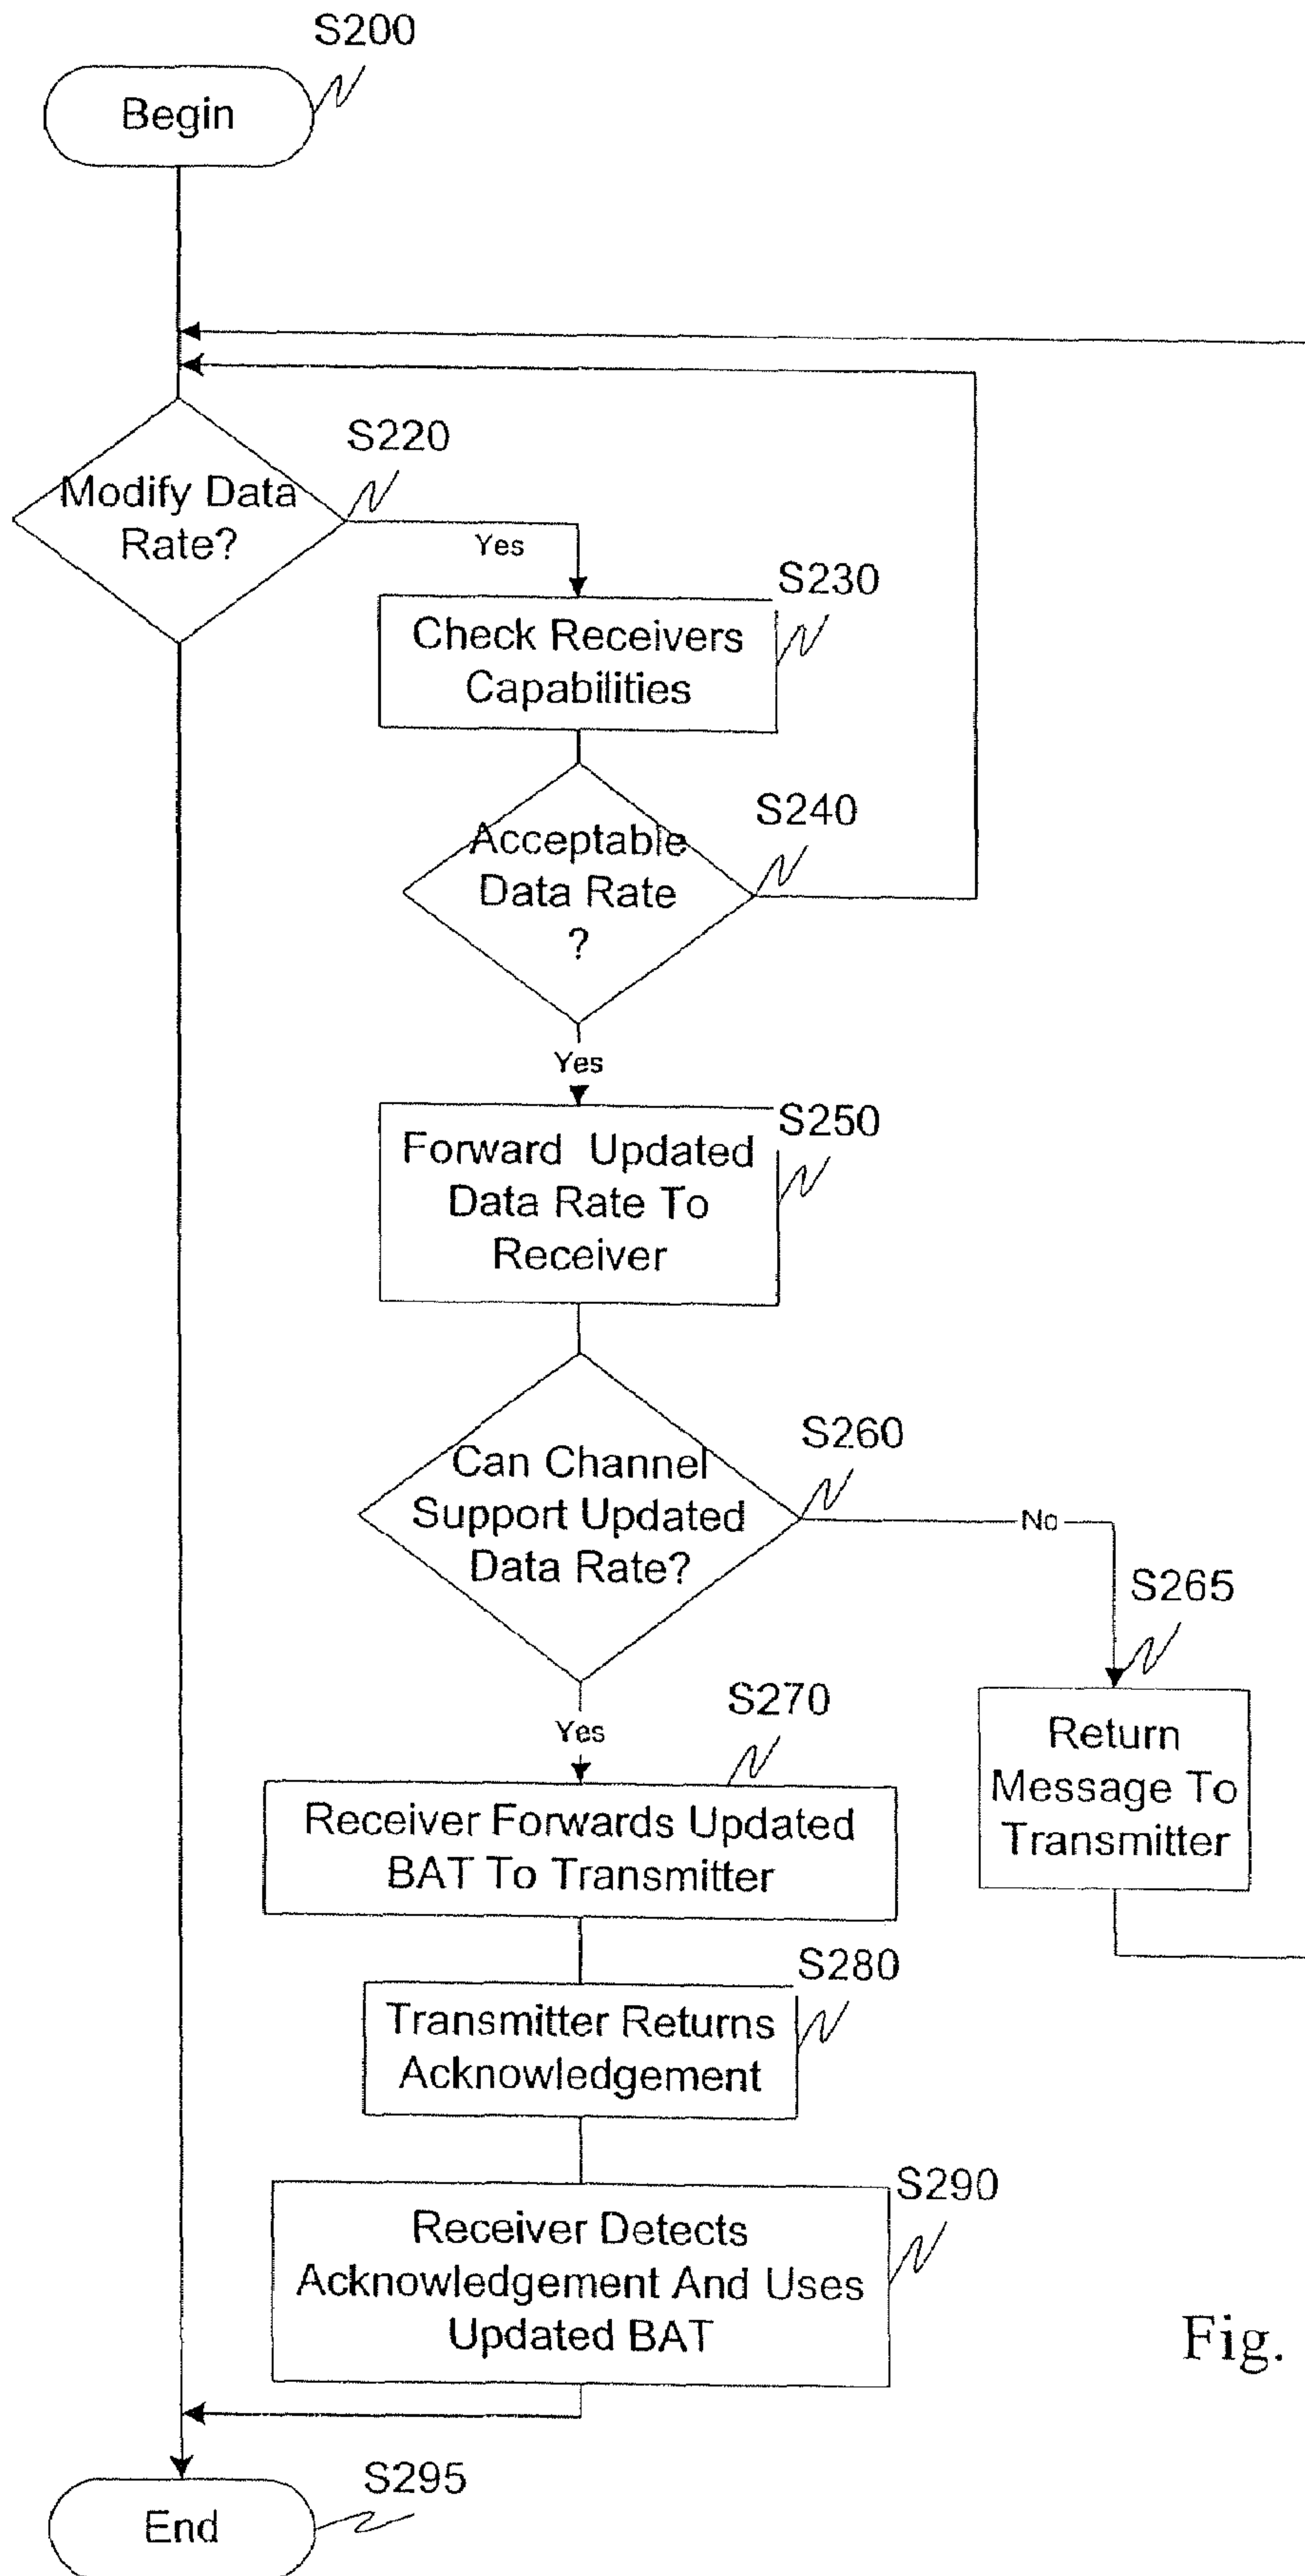 S200
Begin
S220
Modify Data
Rate?
Yes
S230
Check Receivers
Capabilities
S240
Acceptable
Data Rate
?
Yes
S250
Forward Updated
Data Rate To
Receiver
S260
Can Channel
Support Updated
Data Rate?
No
S265
Return
Message To
Transmitter
Yes
S270
Receiver Forwards Updated
BAT To Transmitter
S280
Transmitter Returns
Acknowledgement
S290
Receiver Detects
Acknowledgement And Uses
Updated BAT
Fig.
S295
End